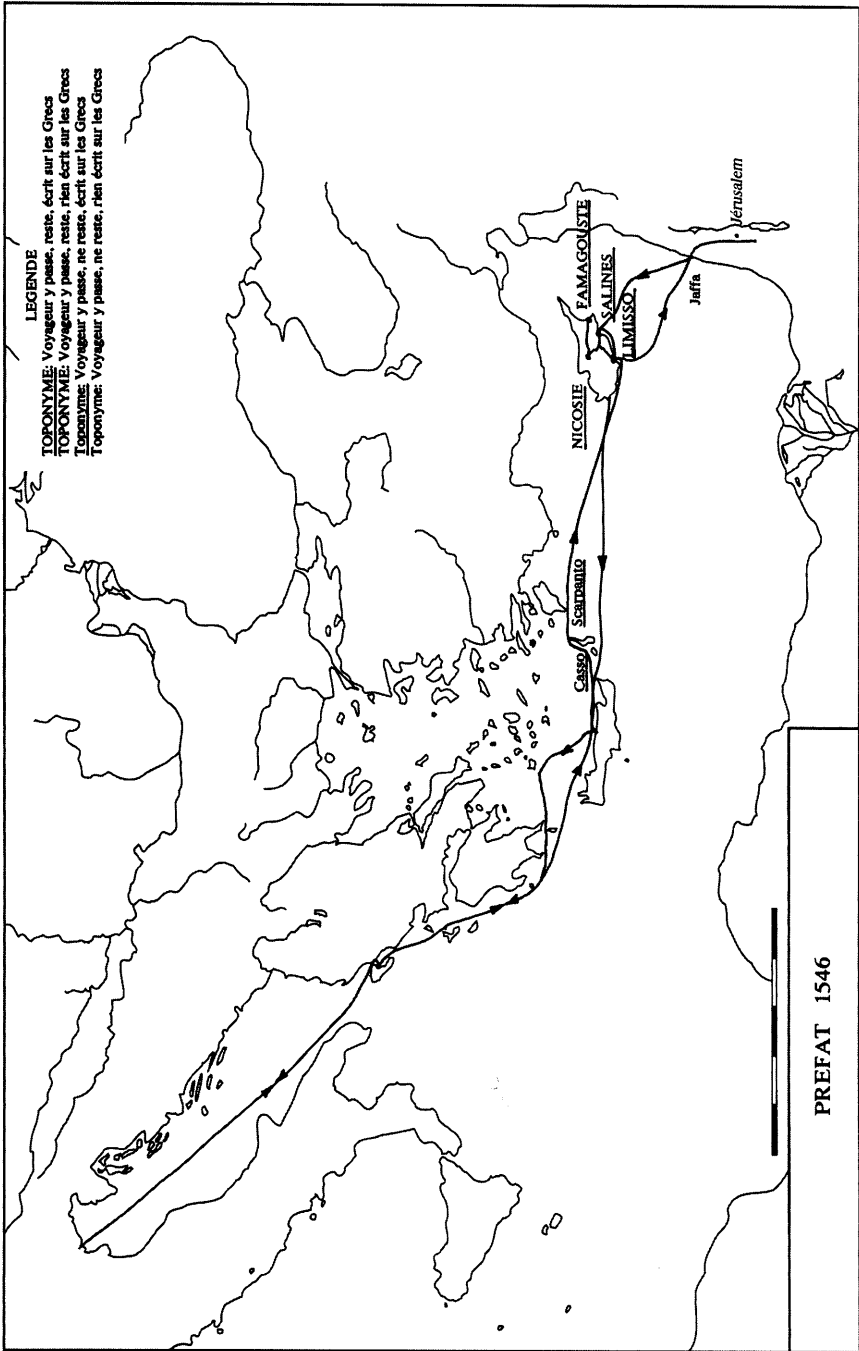 LEGENDE
TOPONYME: Voyageur y passe, reste, écrit sur les Grecs
TOPONYME: Voyageur y passe, reste, rien écrit sur les Grecs
Toponyme: Voyageur y passe, ne reste, écrit sur les Grecs
Toponyme: Voyageur y passe, ne reste, rien écrit sur les Grecs
FAMAGOUSTE
SALINES
LIMISSO
NICOSIE
Jérusalem
Jaffa
Scarpanto
Casso
PREFAT 1546